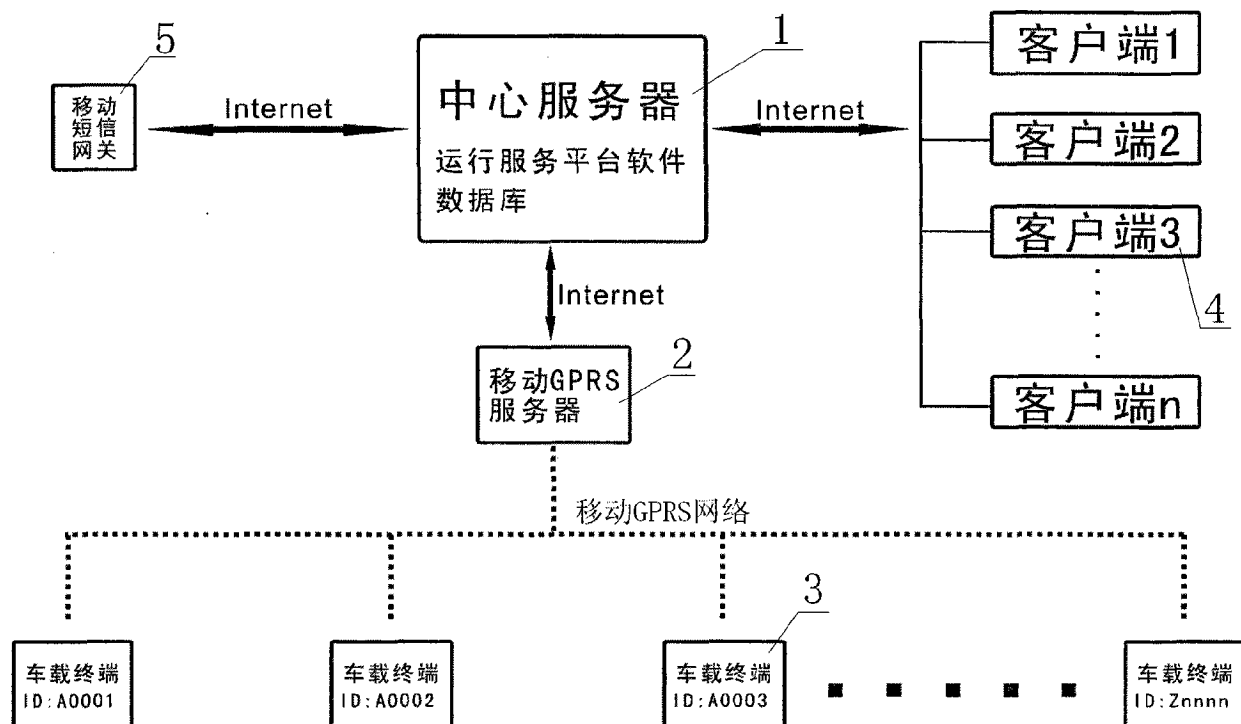 5
移动
短信
网关
Internet
1
中心服务器
运行服务平台软件
数据库
Internet
客户端1
客户端2
客户端3
4
客户端n
Internet
2
移动GPRS
服务器
移动GPRS网络
3
车载终端
ID:A0001
车载终端
ID:A0002
车载终端
ID:A0003
车载终端
ID:Znnnn